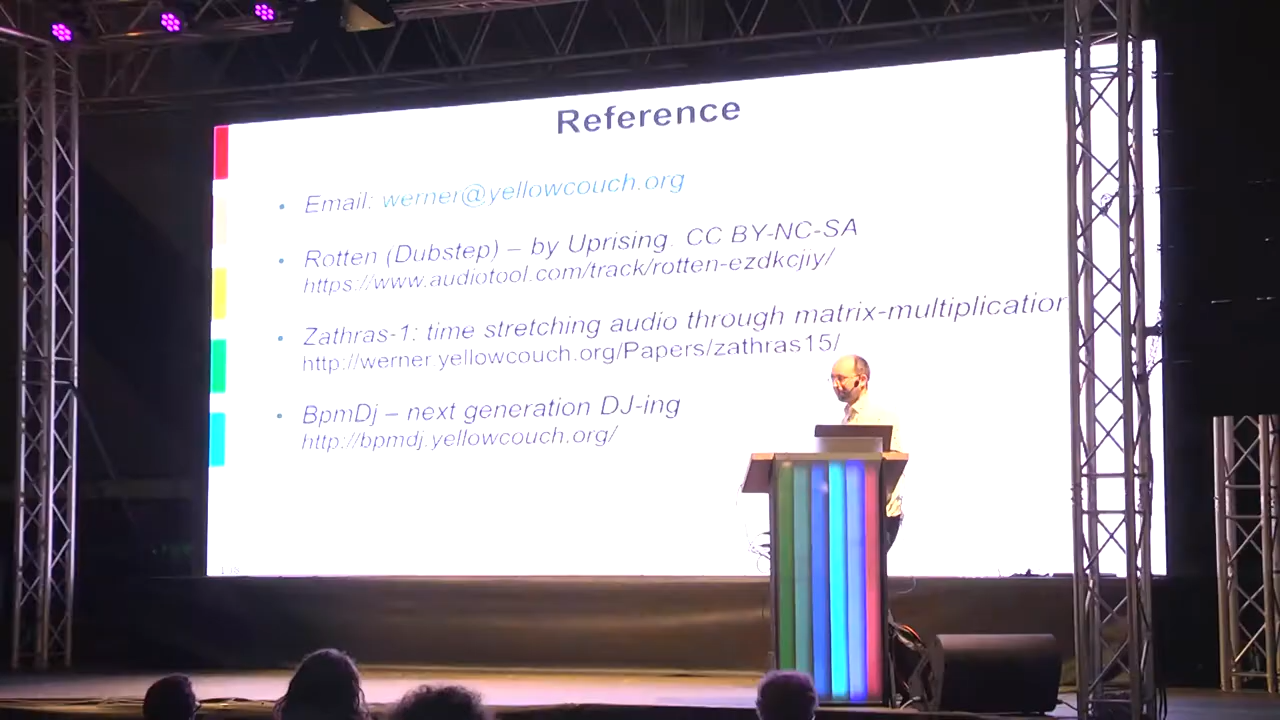 Reference
• Email: werner@yellowcouch.org
• Rotten (Dubstep) – by Uprising. CC BY-NC-SA
https://www.audiotool.com/track/rotten-ezdkcjiy/
• Zathras-1: time stretching audio through matrix-multiplication
http://werner.yellowcouch.org/Papers/zathras15/
• BpmDj – next generation DJ-ing
http://bpmdj.yellowcouch.org/